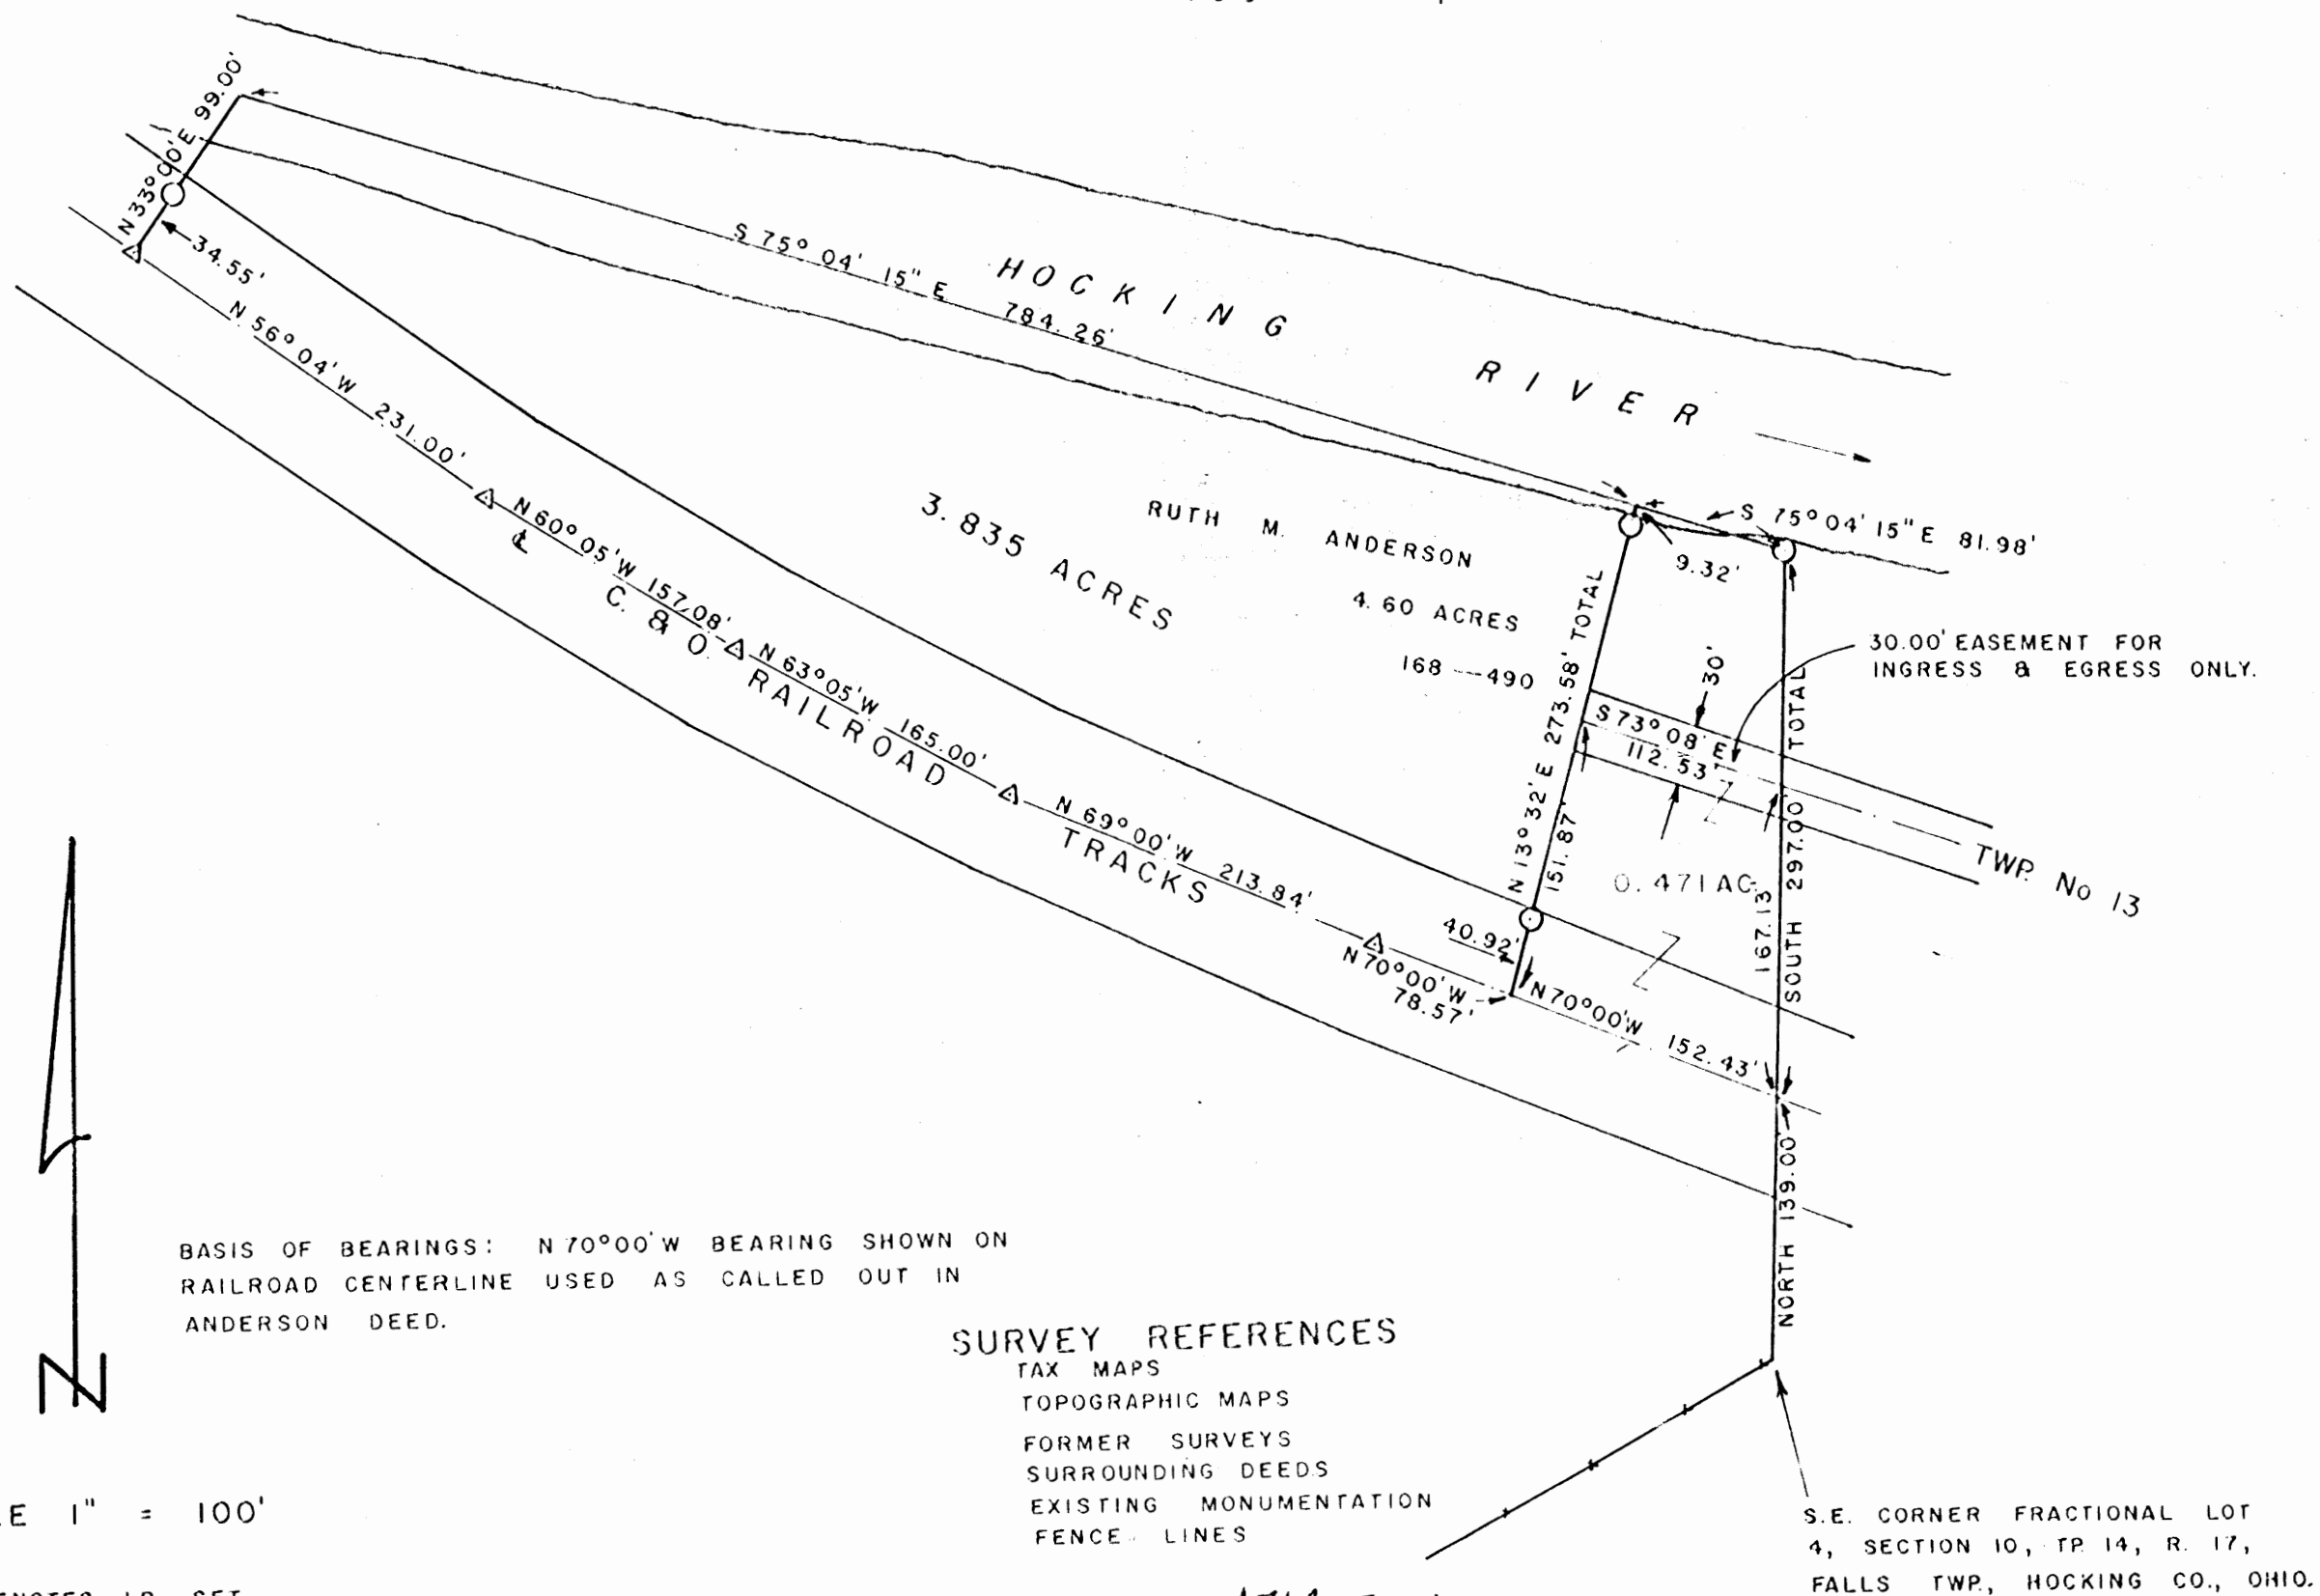 N 33°00' E 99.00'
34.55'
S 75° 04' 15" E 784.26'
HOCKING RIVER
N 56°04' W 231.00'
N 60°05' W 157.08'
N 63°05' W 165.00'
N 69°00' W 213.84'
N 70°00' W
78.57'
C. & O. RAILROAD TRACKS
3.835 ACRES
RUTH M. ANDERSON
4.60 ACRES
168---490
S 75°04' 15" E 81.98'
9.32'
N 13°32' E 273.58' TOTAL
151.87'
40.92'
30'
30.00' EASEMENT FOR
INGRESS & EGRESS ONLY.
S 73°08' E
112.53'
TWP. No 13
0.471 AC.
167.13'
SOUTH 297.00' TOTAL
N 70°00' W 152.43'
NORTH 139.00'
N
BASIS OF BEARINGS: N 70°00' W BEARING SHOWN ON
RAILROAD CENTERLINE USED AS CALLED OUT IN
ANDERSON DEED.
SURVEY REFERENCES
TAX MAPS
TOPOGRAPHIC MAPS
FORMER SURVEYS
SURROUNDING DEEDS
EXISTING MONUMENTATION
FENCE LINES
1" = 100'
S.E. CORNER FRACTIONAL LOT
4, SECTION 10, TP. 14, R. 17,
FALLS TWP., HOCKING CO., OHIO.